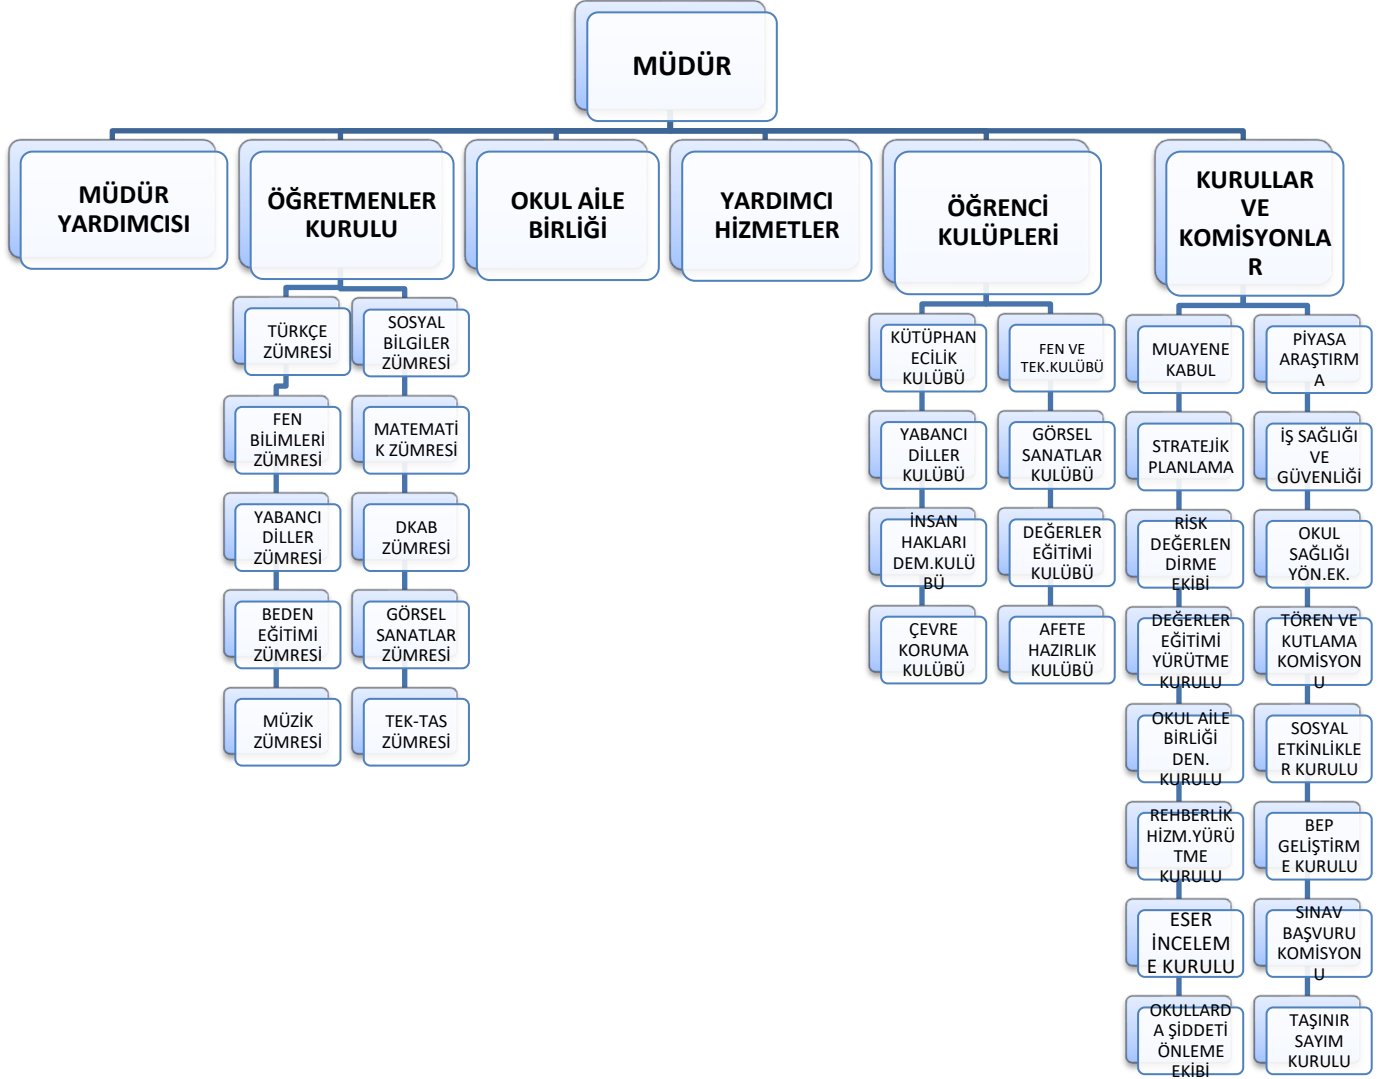 MÜDÜR
MÜDÜR
YARDIMCISI
ÖĞRETMENLER
KURULU
OKUL AİLE
BİRLİĞİ
YARDIMCI
HİZMETLER
ÖĞRENCİ
KULÜPLERİ
KURULLAR
VE
KOMİSYONLA
R
TÜRKÇE
ZÜMRESİ
SOSYAL
BİLGİLER
ZÜMRESİ
FEN
BİLİMLERİ
ZÜMRESİ
MATEMATİ
K ZÜMRESİ
YABANCI
DİLLER
ZÜMRESİ
DKAB
ZÜMRESİ
BEDEN
EĞİTİMİ
ZÜMRESİ
GÖRSEL
SANATLAR
ZÜMRESİ
MÜZİK
ZÜMRESİ
TEK-TAS
ZÜMRESİ
KÜTÜPHAN
ECİLİK
KULÜBÜ
FEN VE
TEK.KULÜBÜ
YABANCI
DİLLER
KULÜBÜ
GÖRSEL
SANATLAR
KULÜBÜ
İNSAN
HAKLARI
DEM.KULÜ
BÜ
DEĞERLER
EĞİTİMİ
KULÜBÜ
ÇEVRE
KORUMA
KULÜBÜ
AFETE
HAZIRLIK
KULÜBÜ
MUAYENE
KABUL
PİYASA
ARAŞTIRM
A
STRATEJİK
PLANLAMA
İŞ SAĞLIĞI
VE
GÜVENLİĞİ
RİSK
DEĞERLEN
DİRME
EKİBİ
OKUL
SAĞLIĞI
YÖN.EK.
DEĞERLER
EĞİTİMİ
YÜRÜTME
KURULU
TÖREN VE
KUTLAMA
KOMİSYON
U
OKUL AİLE
BİRLİĞİ
DEN.
KURULU
SOSYAL
ETKİNLİKLE
R KURULU
REHBERLİK
HİZM.YÜRÜ
TME
KURULU
BEP
GELİŞTİRM
E KURULU
ESER
İNCELEM
E KURULU
SINAV
BAŞVURU
KOMİSYON
U
OKULLARD
A ŞİDDETİ
ÖNLEME
EKİBİ
TAŞINIR
SAYIM
KURULU